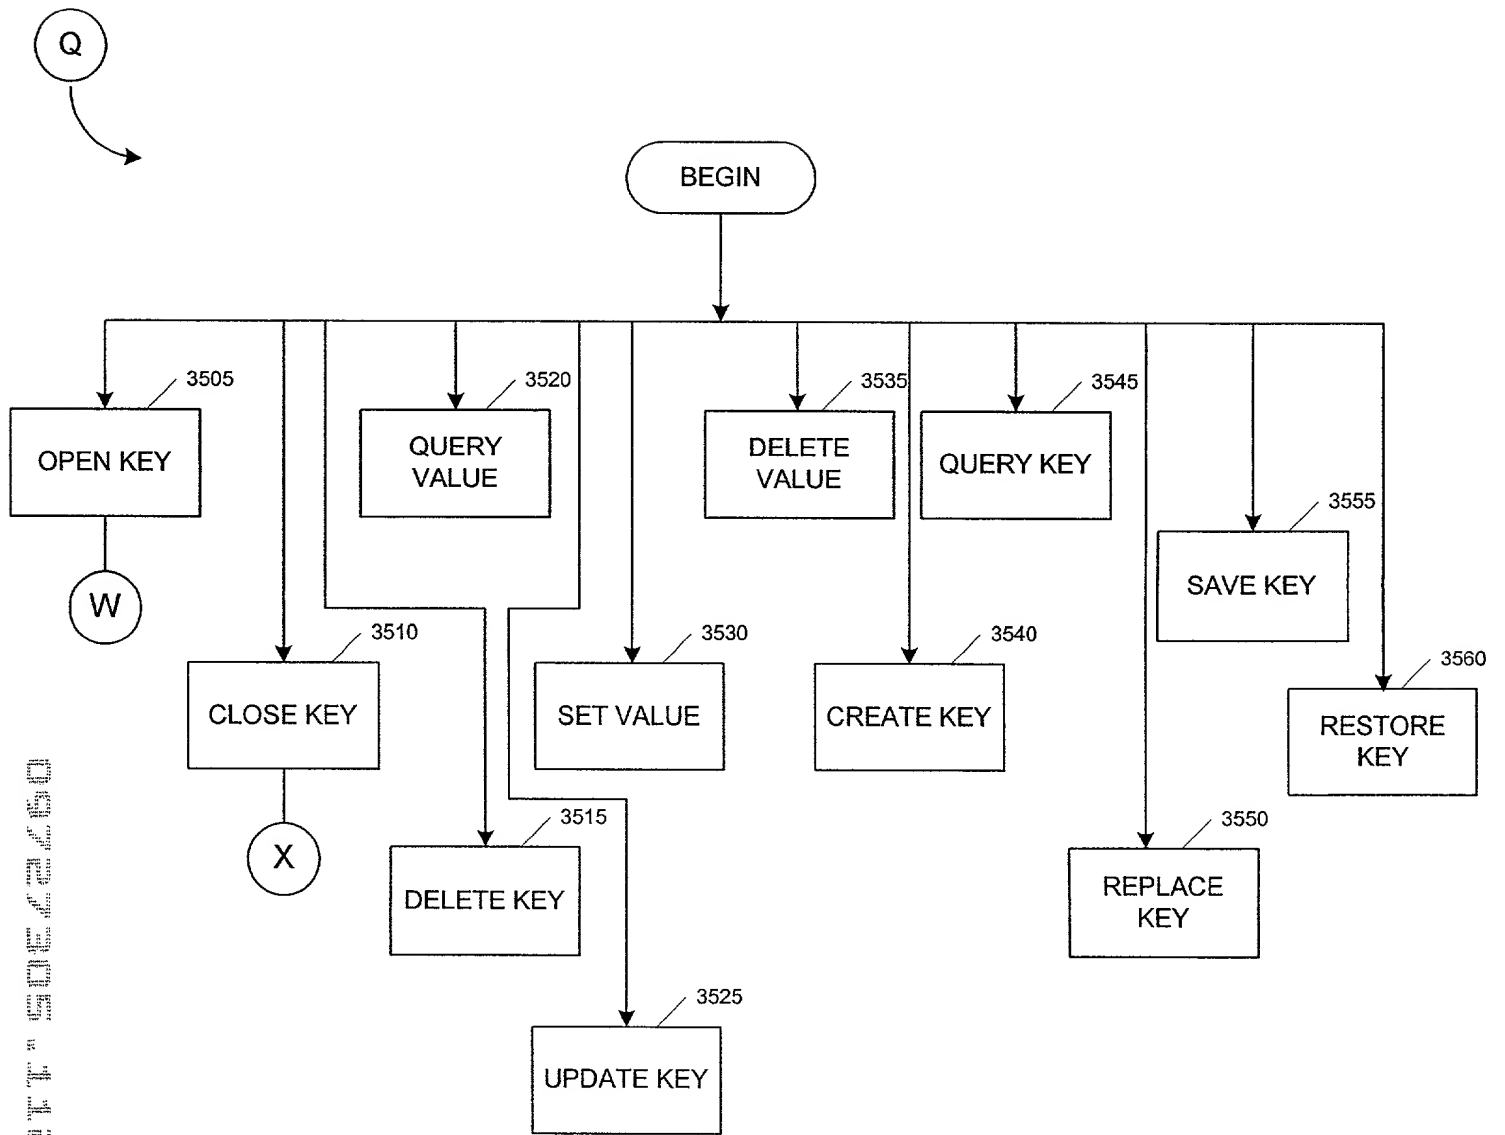 Q
BEGIN
3505
OPEN KEY
W
3520
QUERY
VALUE
3535
DELETE
VALUE
3545
QUERY KEY
3555
SAVE KEY
3510
CLOSE KEY
X
3530
SET VALUE
3540
CREATE KEY
3560
RESTORE
KEY
3515
DELETE KEY
3550
REPLACE
KEY
3525
UPDATE KEY